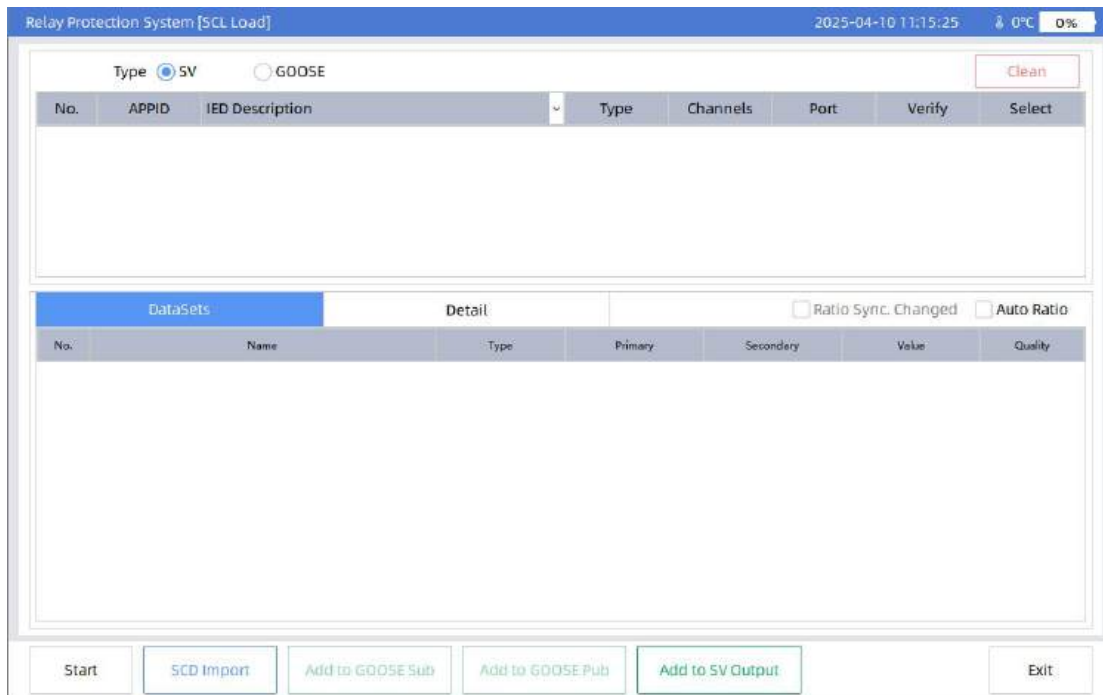 Relay Protection System [SCL Load] 2025-04-10 11:15:25 0°C 0%
Type SV GOOSE Clean
No. APPID IED Description Type Channels Port Verify Select
DataSets Detail Ratio Sync. Changed Auto Ratio
No. Name Type Primary Secondary Value Quality
Start SCD Import Add to GOOSE Sub Add to GOOSE Pub Add to SV Output Exit